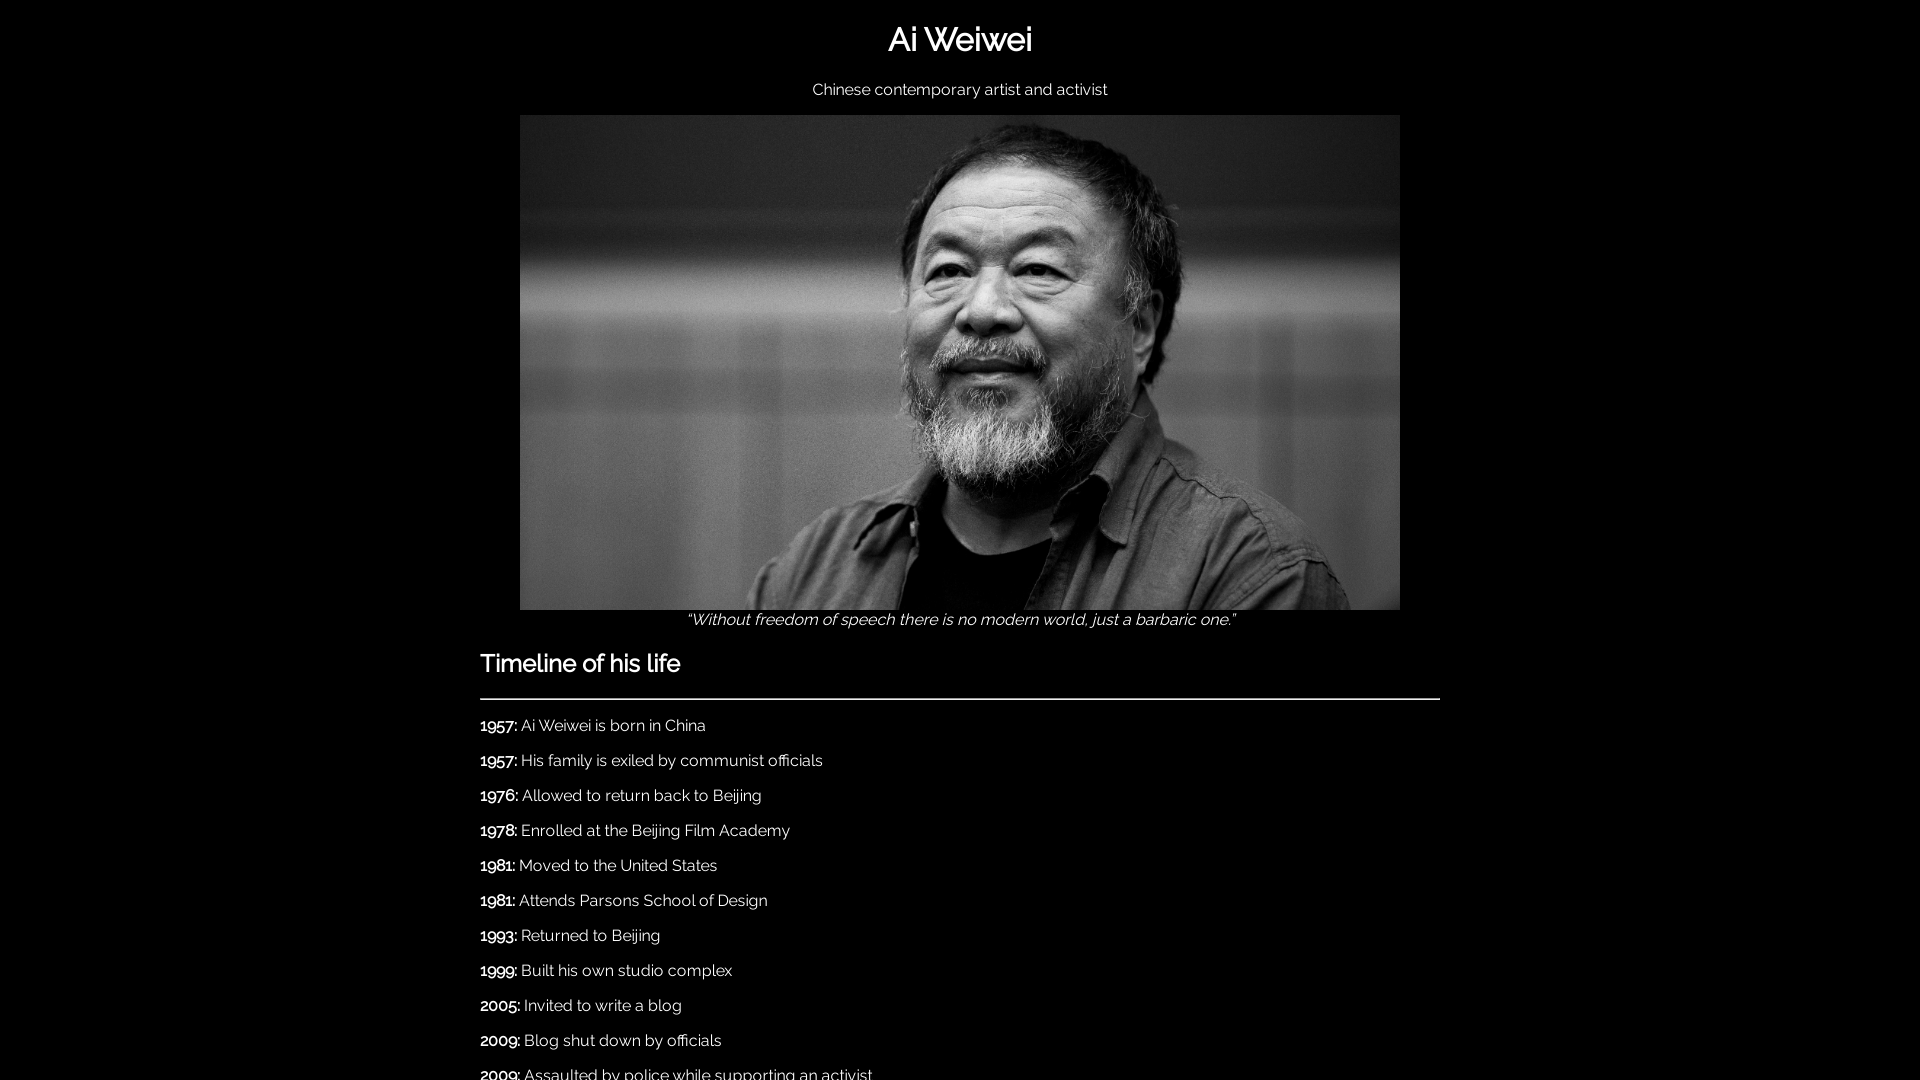 Ai Weiwei
Chinese contemporary artist and activist
“Without freedom of speech there is no modern world, just a barbaric one.”
Timeline of his life
1957: Ai Weiwei is born in China
1957: His family is exiled by communist officials
1976: Allowed to return back to Beijing
1978: Enrolled at the Beijing Film Academy
1981: Moved to the United States
1981: Attends Parsons School of Design
1993: Returned to Beijing
1999: Built his own studio complex
2005: Invited to write a blog
2009: Blog shut down by officials
2009: Assaulted by police while supporting an activist